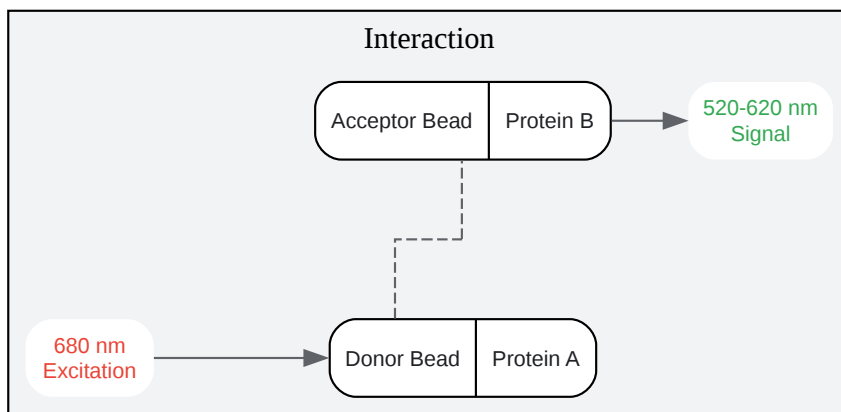 Interaction
Acceptor Bead
Protein B
520-620 nm
Signal
680 nm
Excitation
Donor Bead
Protein A